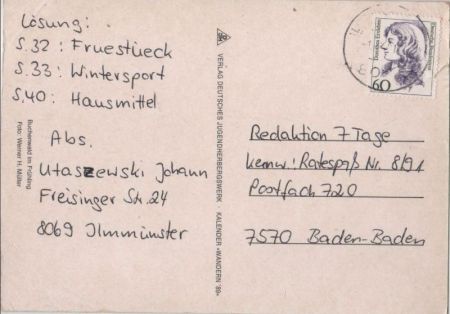 Lösung:
S. 32 : Fruestüeck
S. 33 : Wintersport
S. 40 : Hausmittel
Abs.
Utaszewski Johann
Freisinger Str. 24
8069 Ilmmünster
Buchenwald im Frühling
Foto: Werner H. Müller
VERLAG DEUTSCHES JUGENDHERBERGSWERK · KALENDER »WANDERN '89«
60
Redaktion 7 Tage
Kennw.: Ratespaß Nr. 8/91
Postfach 720
7570 Baden-Baden